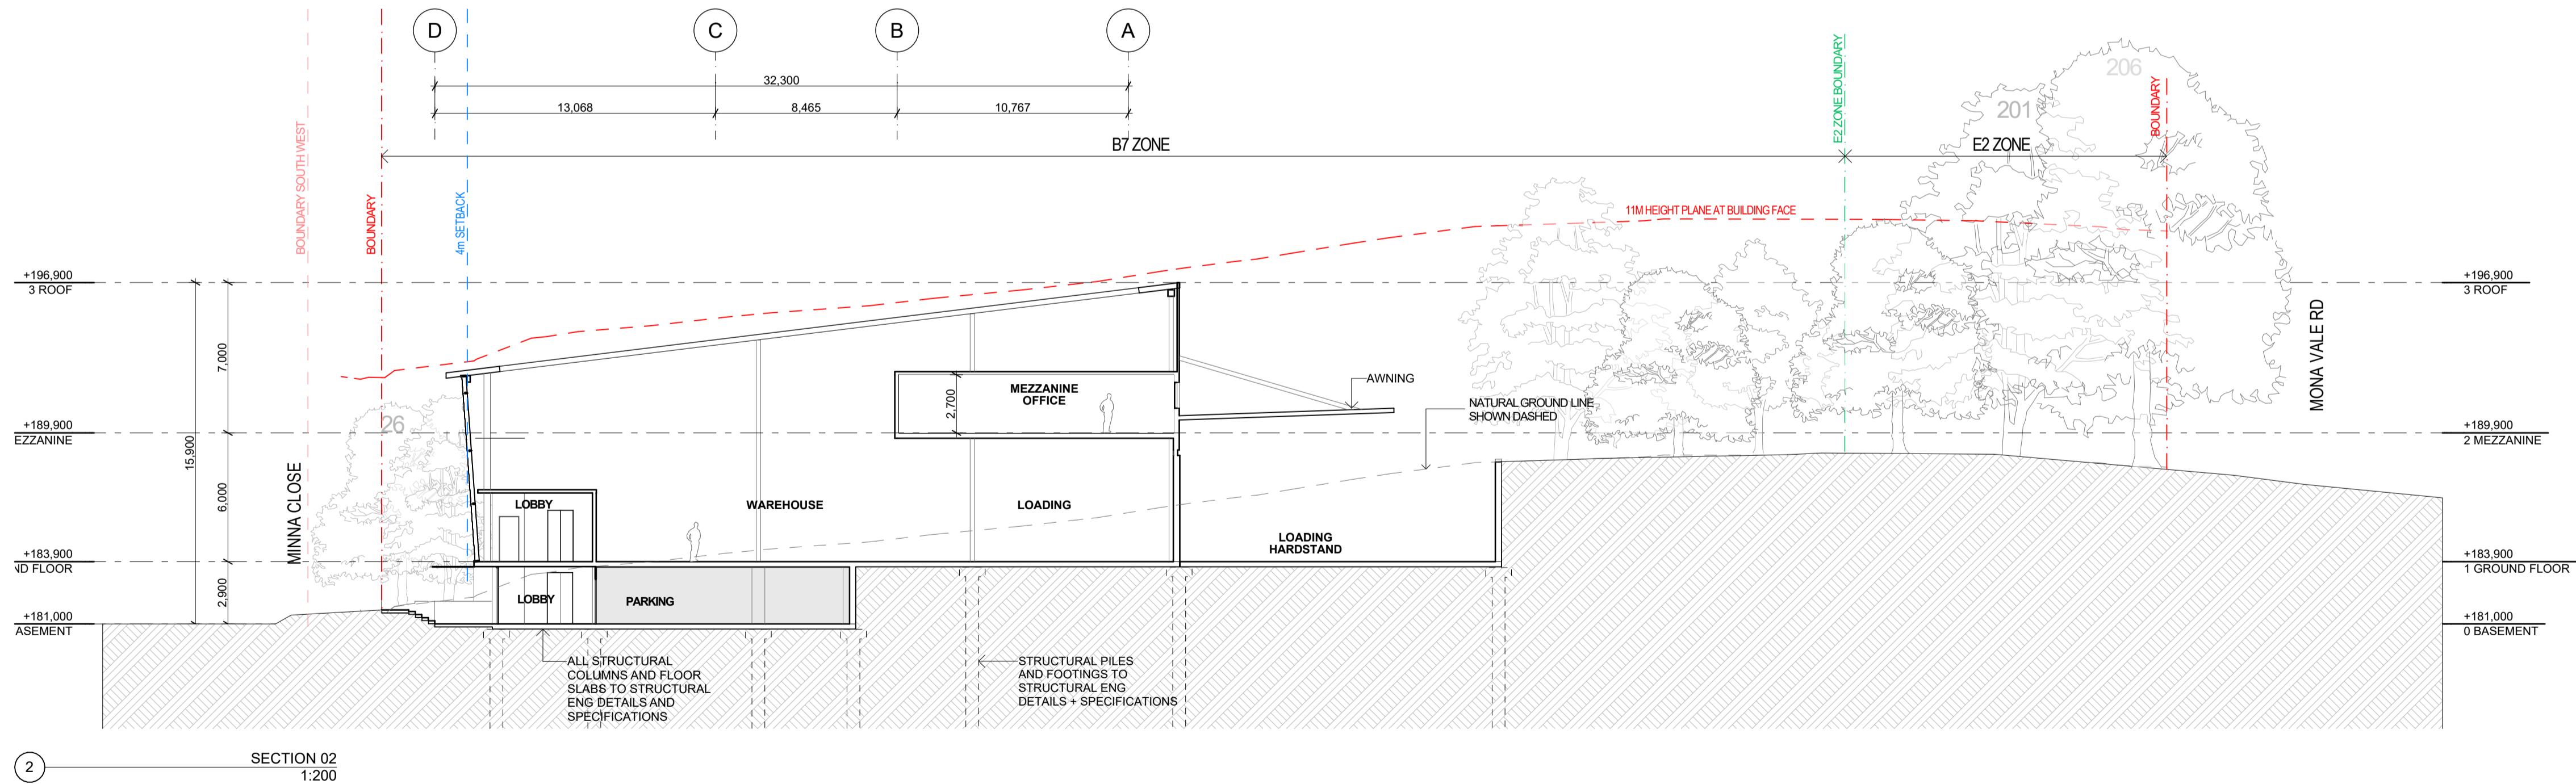 D
C
B
A
32,300
13,068
8,465
10,767
BOUNDARY SOUTH WEST
BOUNDARY
4m SETBACK
B7 ZONE
E2 ZONE BOUNDARY
E2 ZONE
BOUNDARY
201
206
26
11M HEIGHT PLANE AT BUILDING FACE
+196,900
3 ROOF
+189,900
EZZANINE
+183,900
ND FLOOR
+181,000
ASEMENT
15,900
7,000
6,000
2,900
MINNA CLOSE
2,700
MEZZANINE
OFFICE
AWNING
NATURAL GROUND LINE
SHOWN DASHED
LOBBY
WAREHOUSE
LOADING
LOADING
HARDSTAND
LOBBY
PARKING
ALL STRUCTURAL
COLUMNS AND FLOOR
SLABS TO STRUCTURAL
ENG DETAILS AND
SPECIFICATIONS
STRUCTURAL PILES
AND FOOTINGS TO
STRUCTURAL ENG
DETAILS + SPECIFICATIONS
MONA VALE RD
+196,900
3 ROOF
+189,900
2 MEZZANINE
+183,900
1 GROUND FLOOR
+181,000
0 BASEMENT
2
SECTION 02
1:200